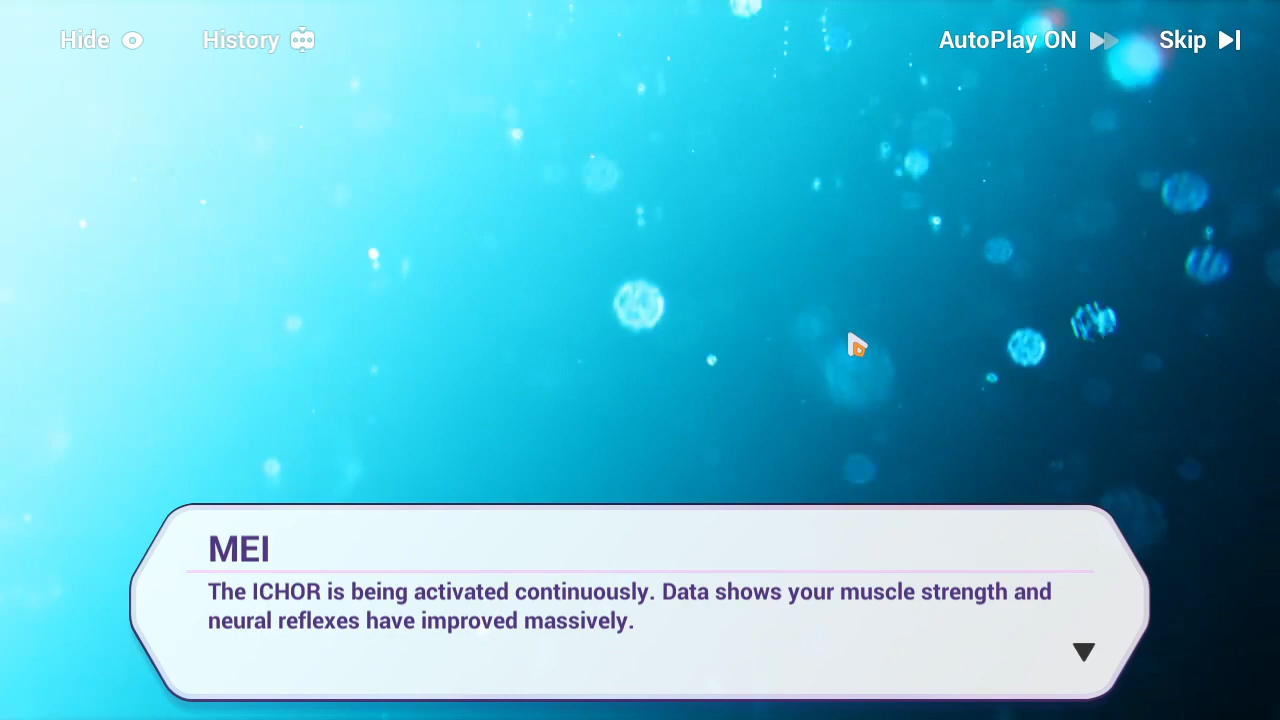 Hide
History
AutoPlay ON
Skip
MEI
The ICHOR is being activated continuously. Data shows your muscle strength and
neural reflexes have improved massively.